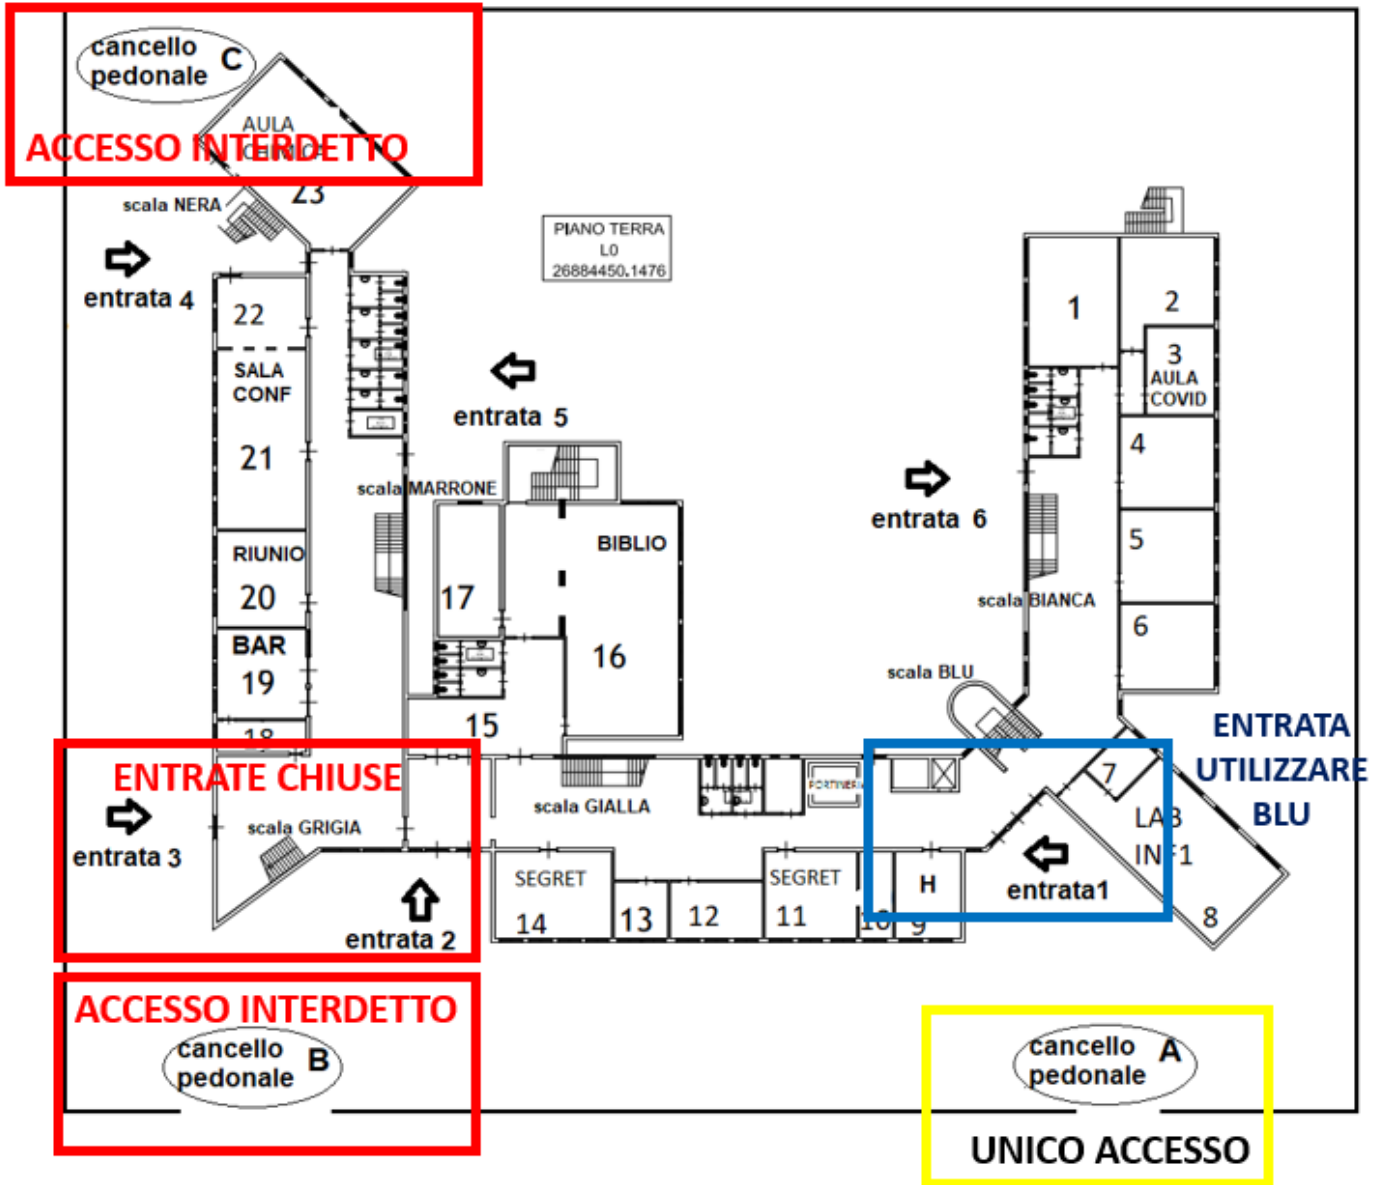 cancello
pedonale C
ACCESSO INTERDETTO
AULA
CHIMICA
23
scala NERA
entrata 4
PIANO TERRA
L0
26884450.1476
22
SALA
CONF
21
entrata 5
scala MARRONE
RIUNIO
20
BAR
19
18
17
BIBLIO
16
15
1
2
3
AULA
COVID
4
5
6
entrata 6
scala BIANCA
scala BLU
ENTRATA
UTILIZZARE
BLU
ENTRATE CHIUSE
scala GRIGIA
entrata 3
entrata 2
scala GIALLA
PORTINERIA
7
LAB
INF1
8
entrata1
SEGRET
14
13
12
SEGRET
11
10
H
9
ACCESSO INTERDETTO
cancello
pedonale B
cancello
pedonale A
UNICO ACCESSO